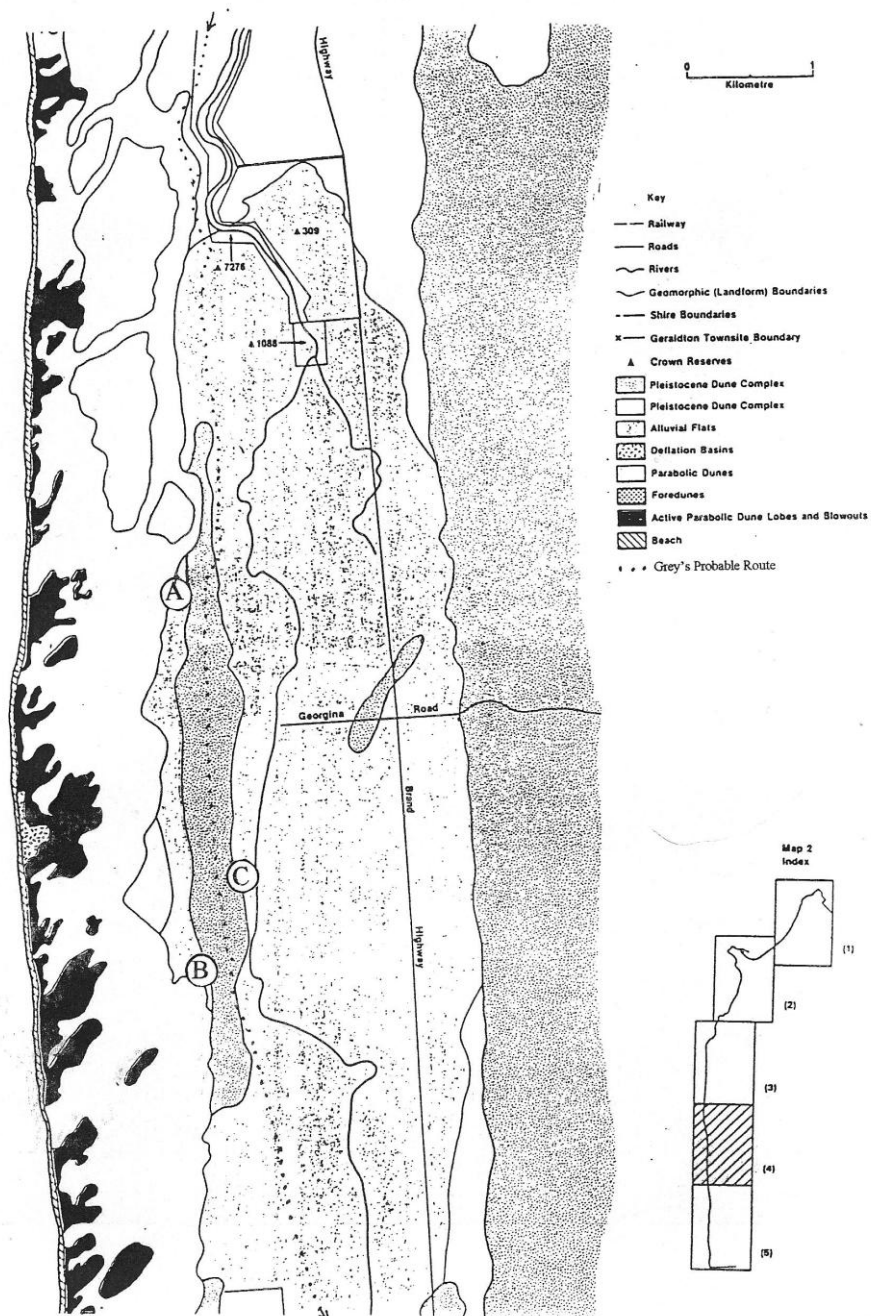 Highway
0 1
Kilometre
Key
Railway
Roads
Rivers
Geomorphic (Landform) Boundaries
Shire Boundaries
Geraldton Townsite Boundary
Crown Reserves
Pleistocene Dune Complex
Pleistocene Dune Complex
Alluvial Flats
Deflation Basins
Parabolic Dunes
Foredunes
Active Parabolic Dune Lobes and Blowouts
Beach
Grey's Probable Route
309
7276
1088
A
Georgina Road
Brand
C
B
Highway
Map 2
Index
(1)
(2)
(3)
(4)
(5)